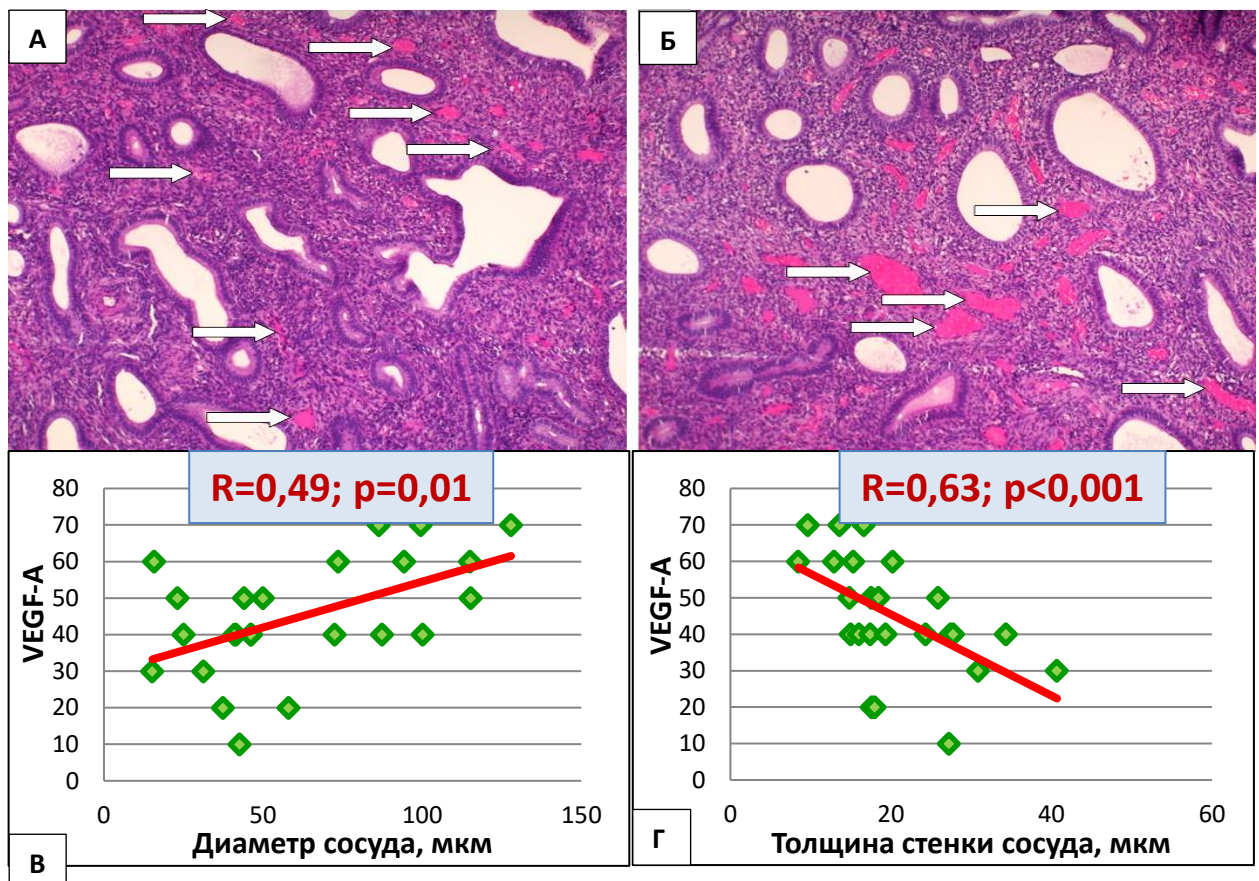 А
Б
R=0,49; p=0,01
VEGF-A
80
70
60
50
40
30
20
10
0
0 50 100 150
Диаметр сосуда, мкм
В
R=0,63; p<0,001
VEGF-A
80
70
60
50
40
30
20
10
0
0 20 40 60
Толщина стенки сосуда, мкм
Г